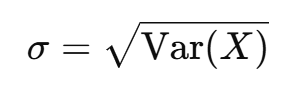 σ = √Var(X)